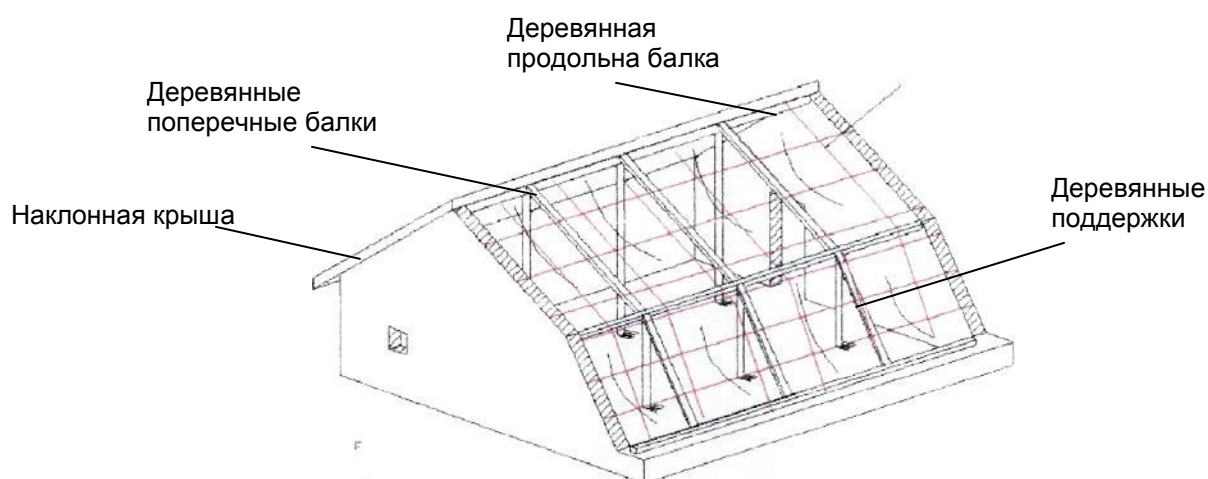 Деревянная
продольна балка
Деревянные
поперечные балки
Деревянные
поддержки
Наклонная крыша
F